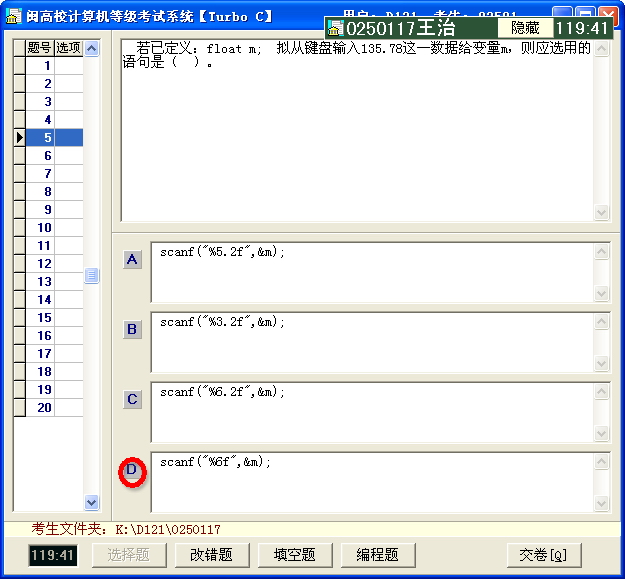 闽高校计算机等级考试系统【Turbo C】
0250117王治 隐藏 119:41
题号 选项
1
2
3
4
5
6
7
8
9
10
11
12
13
14
15
16
17
18
19
20
若已定义：float m; 拟从键盘输入135.78这一数据给变量m，则应选用的
语句是（ ）。
A scanf("%5.2f",&m);
B scanf("%3.2f",&m);
C scanf("%6.2f",&m);
D scanf("%6f",&m);
考生文件夹：K:\D121\0250117
119:41 选择题 改错题 填空题 编程题 交卷[Q]